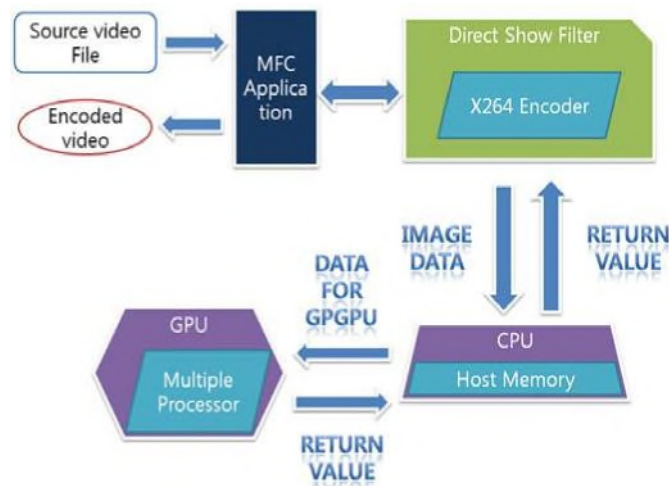 Source video
File
MFC
Applica
tion
Direct Show Filter
X264 Encoder
Encoded
video
IMAGE
DATA
RETURN
VALUE
DATA
FOR
GPGPU
GPU
Multiple
Processor
CPU
Host Memory
RETURN
VALUE